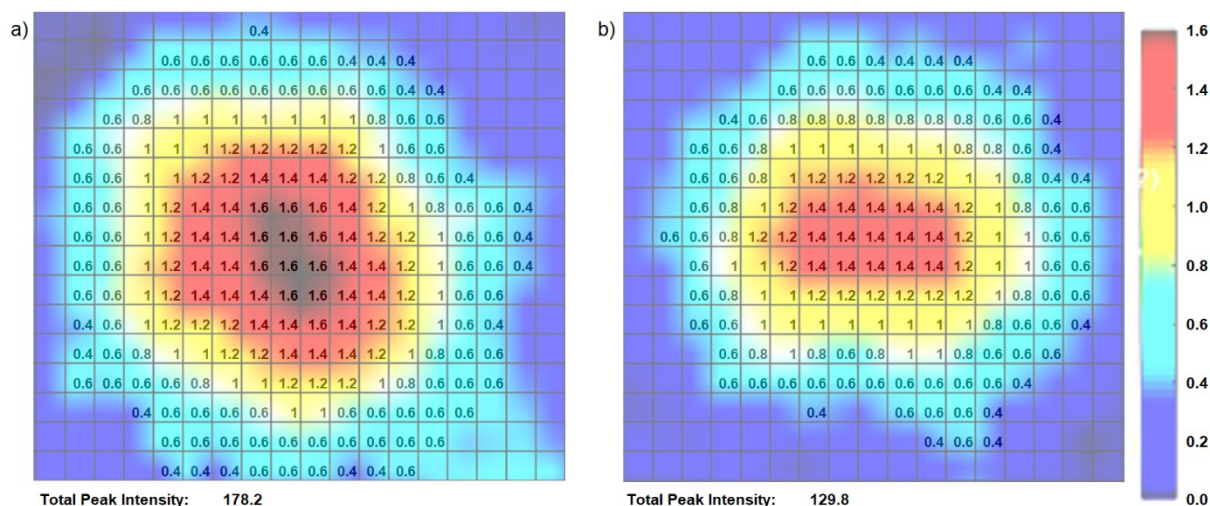 a)
0.4
0.6 0.6 0.6 0.6 0.6 0.6 0.4 0.4 0.4
0.6 0.6 0.6 0.6 0.6 0.6 0.6 0.6 0.6 0.4 0.4
0.6 0.8 1 1 1 1 1 1 1 0.8 0.6 0.6
0.6 0.6 1 1 1.2 1.2 1.2 1.2 1.2 1.2 1 0.6 0.6
0.6 0.6 1 1 1.2 1.2 1.4 1.4 1.4 1.2 1.2 0.8 0.6 0.4
0.6 0.6 1 1.2 1.4 1.4 1.6 1.6 1.6 1.4 1.2 1 0.8 0.6 0.6 0.4
0.6 0.6 1 1.2 1.4 1.4 1.6 1.6 1.6 1.4 1.2 1.2 1 0.6 0.6 0.4
0.6 0.6 1 1.2 1.4 1.4 1.6 1.6 1.6 1.4 1.4 1.2 1 0.6 0.6 0.4
0.6 0.6 1 1.2 1.4 1.4 1.4 1.6 1.6 1.4 1.4 1.2 1 0.6 0.6
0.4 0.6 1 1.2 1.2 1.2 1.4 1.4 1.6 1.4 1.4 1.2 1 0.6 0.6
0.4 0.6 0.8 1 1 1.2 1.2 1.4 1.4 1.4 1.2 1 0.8 0.6 0.6
0.6 0.6 0.6 0.6 0.8 1 1 1.2 1.2 1.2 1 0.8 0.6 0.6 0.6
0.4 0.6 0.6 0.6 0.6 1 1 0.6 0.6 0.6 0.6 0.6
0.6 0.6 0.6 0.6 0.6 0.6 0.6 0.6 0.6 0.6
0.4 0.4 0.6 0.6 0.6 0.6 0.4 0.4 0.6
Total Peak Intensity: 178.2
b)
0.6 0.6 0.4 0.4 0.4 0.4
0.6 0.6 0.6 0.6 0.6 0.6 0.6 0.4 0.4
0.4 0.6 0.8 0.8 0.8 0.8 0.8 0.8 0.8 0.6 0.6 0.4
0.6 0.8 1 1 1 1 1 1 0.8 0.8 0.6 0.4
0.6 0.6 0.8 1 1.2 1.2 1.2 1.2 1.2 1 1 0.8 0.6 0.4 0.4
0.6 0.8 1 1.2 1.4 1.4 1.4 1.4 1.4 1 1 0.8 0.6 0.6
0.6 0.6 0.8 1.2 1.2 1.4 1.4 1.4 1.4 1.4 1.2 1 1 0.6 0.6
0.6 1 1 1.2 1.4 1.4 1.4 1.4 1.4 1.2 1 1 0.6 0.6
0.6 0.6 1 1 1.2 1.2 1.2 1.2 1.2 1 1 0.8 0.6 0.6
0.6 0.6 1 1 1 1 1 1 1 1 0.8 0.6 0.6 0.4
0.6 0.8 1 0.8 0.6 0.8 1 1 0.8 0.6 0.6
0.6 0.6 0.6 0.6 0.6 0.6 0.6 0.6 0.6 0.6 0.4
0.4 0.6 0.6 0.6 0.4
0.4 0.6 0.4
Total Peak Intensity: 129.8
1.6
1.4
1.2
2)
1.0
0.8
0.6
0.4
0.2
0.0